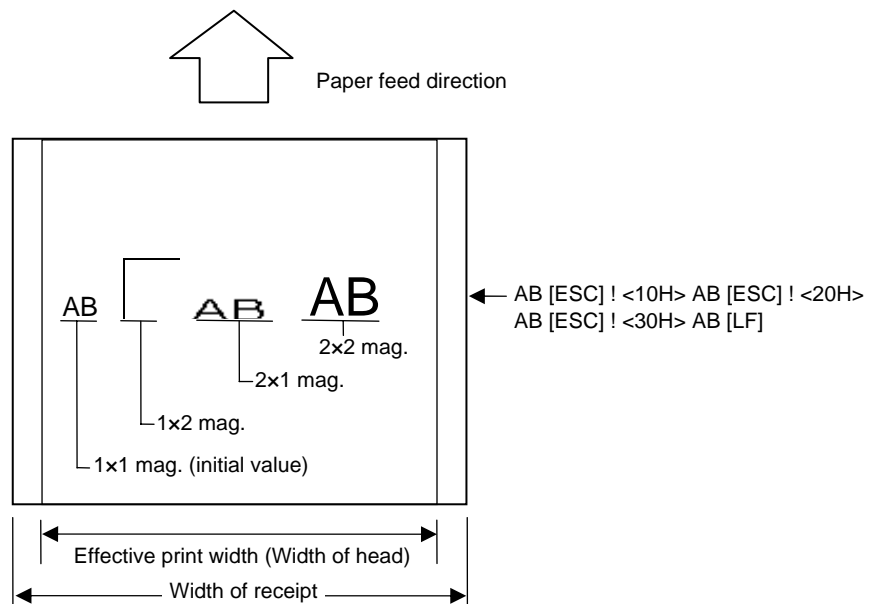 Paper feed direction
AB
AB
AB
AB [ESC] ! <10H> AB [ESC] ! <20H>
AB [ESC] ! <30H> AB [LF]
2×2 mag.
2×1 mag.
1×2 mag.
1×1 mag. (initial value)
Effective print width (Width of head)
Width of receipt